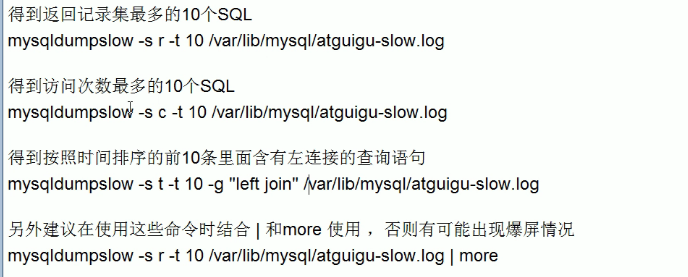 得到返回记录集最多的10个SQL
mysqldumpslow -s r -t 10 /var/lib/mysql/atguigu-slow.log
得到访问次数最多的10个SQL
mysqldumpslow -s c -t 10 /var/lib/mysql/atguigu-slow.log
得到按照时间排序的前10条里面含有左连接的查询语句
mysqldumpslow -s t -t 10 -g "left join" /var/lib/mysql/atguigu-slow.log
另外建议在使用这些命令时结合 | 和more 使用 ，否则有可能出现爆屏情况
mysqldumpslow -s r -t 10 /var/lib/mysql/atguigu-slow.log | more